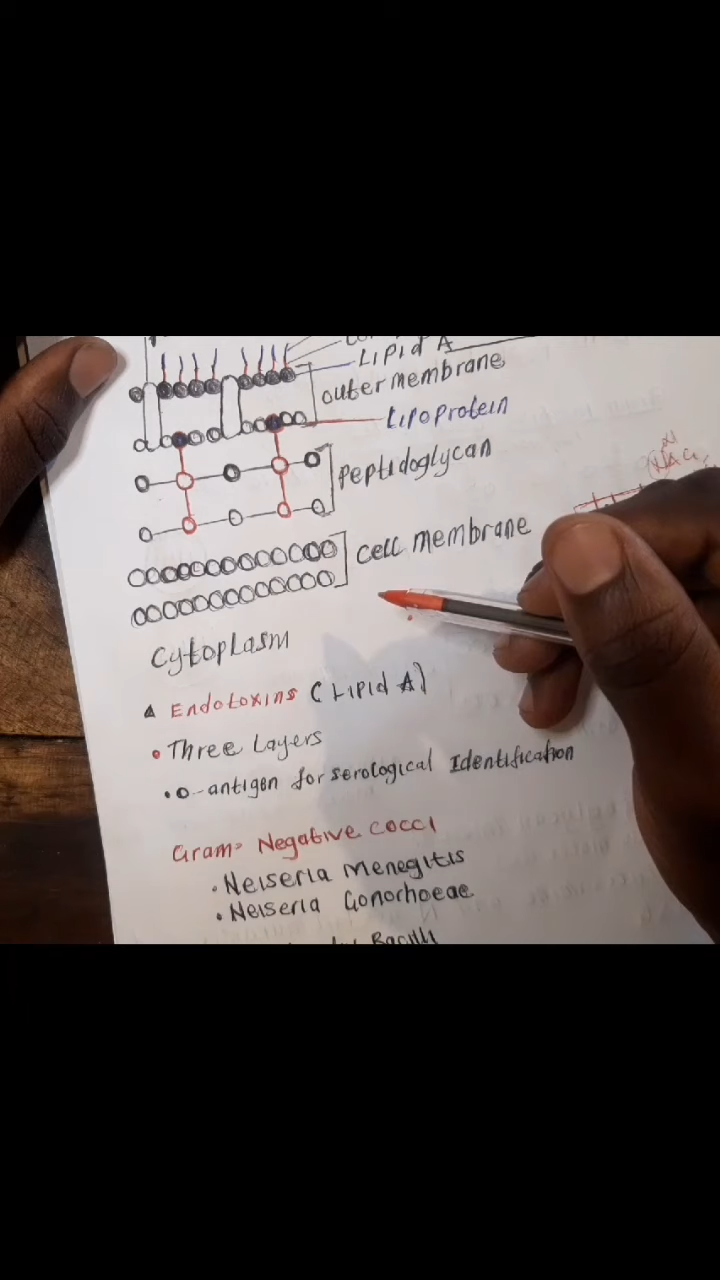 Lipid A
outer membrane
Lipoprotein
peptidoglycan
cell membrane
cytoplasm
Endotoxins (Lipid A)
• Three Layers
• o-antigen for serological Identification
Gram- Negative cocci
• Neiseria Menegitis
• Neiseria Gonorhoeae
Bacilli